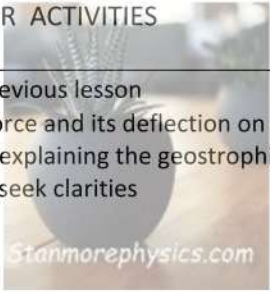 R ACTIVITIES
evious lesson
orce and its deflection on
explaining the geostrophi
seek clarities
Stanmorephysics.com